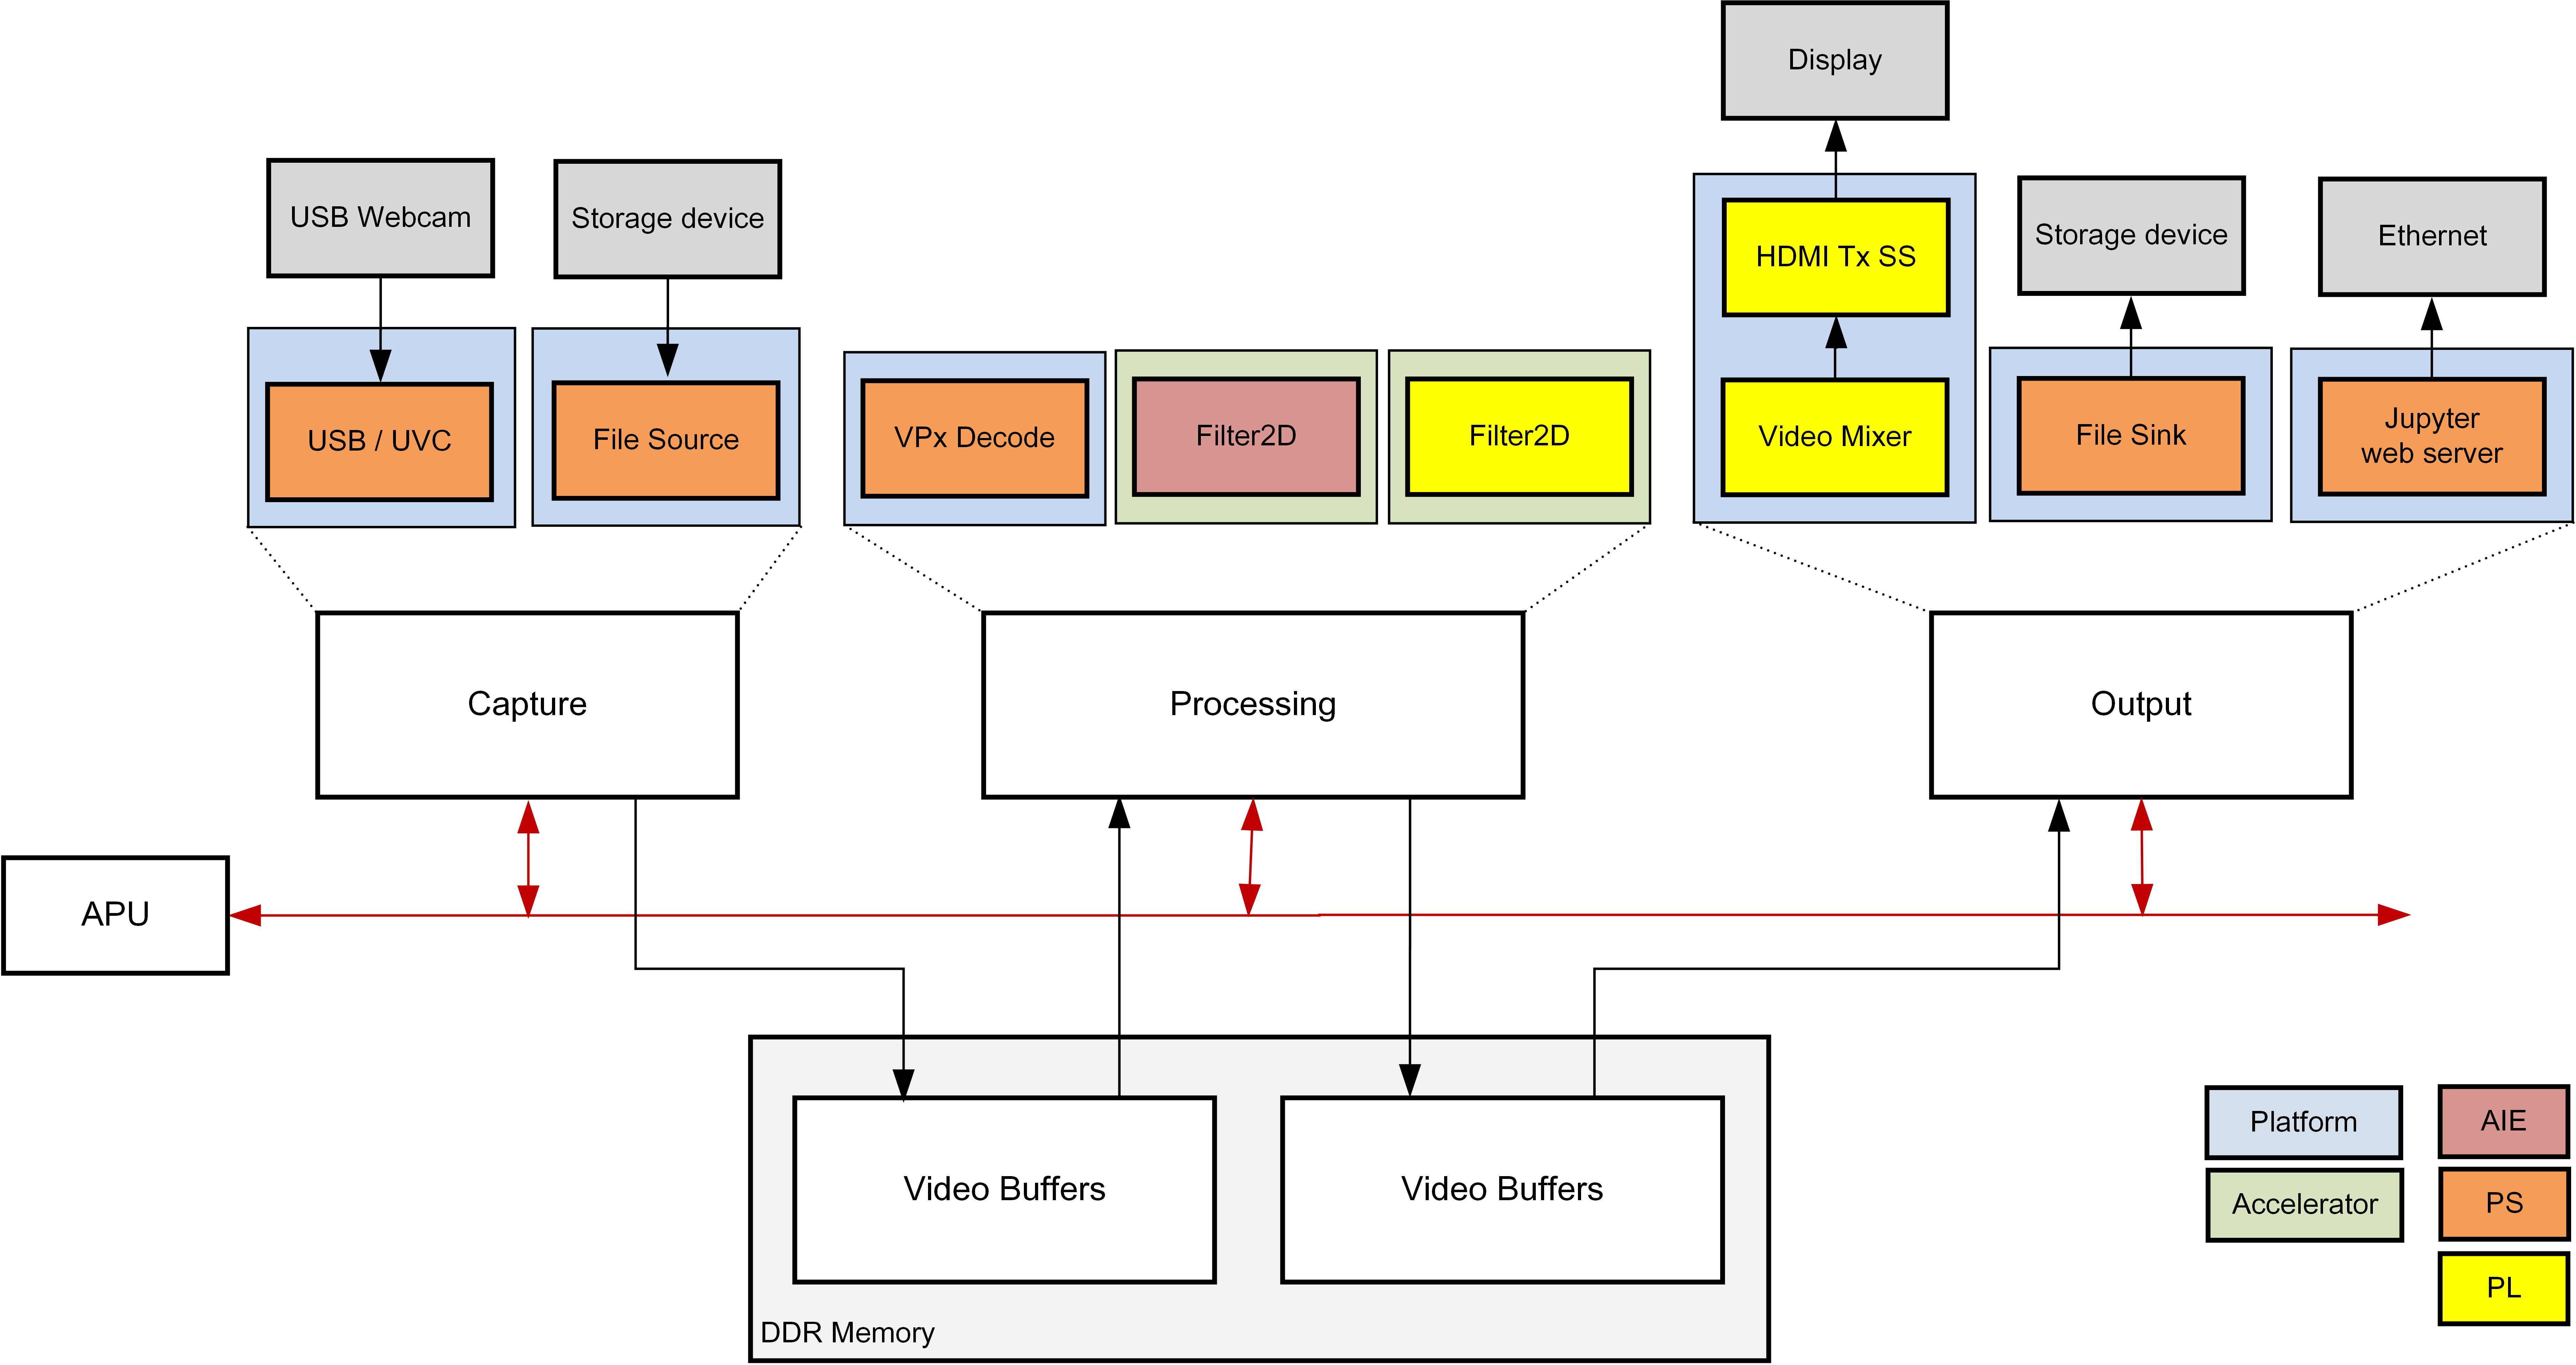 Display
USB Webcam
Storage device
HDMI Tx SS
Storage device
Ethernet
USB / UVC
File Source
VPx Decode
Filter2D
Filter2D
Video Mixer
File Sink
Jupyter
web server
Capture
Processing
Output
APU
Video Buffers
Video Buffers
DDR Memory
Platform
AIE
Accelerator
PS
PL